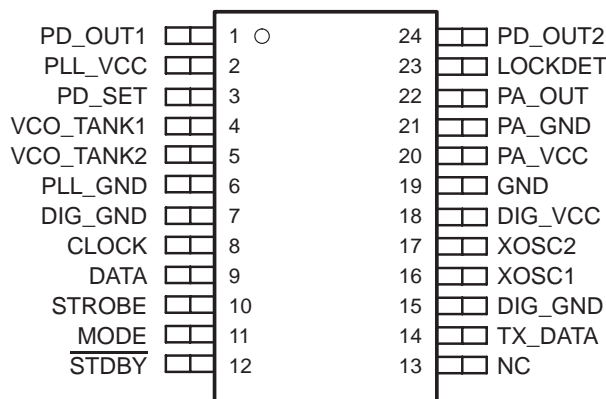 PD_OUT1 1 24 PD_OUT2
PLL_VCC 2 23 LOCKDET
PD_SET 3 22 PA_OUT
VCO_TANK1 4 21 PA_GND
VCO_TANK2 5 20 PA_VCC
PLL_GND 6 19 GND
DIG_GND 7 18 DIG_VCC
CLOCK 8 17 XOSC2
DATA 9 16 XOSC1
STROBE 10 15 DIG_GND
MODE 11 14 TX_DATA
STDBY 12 13 NC